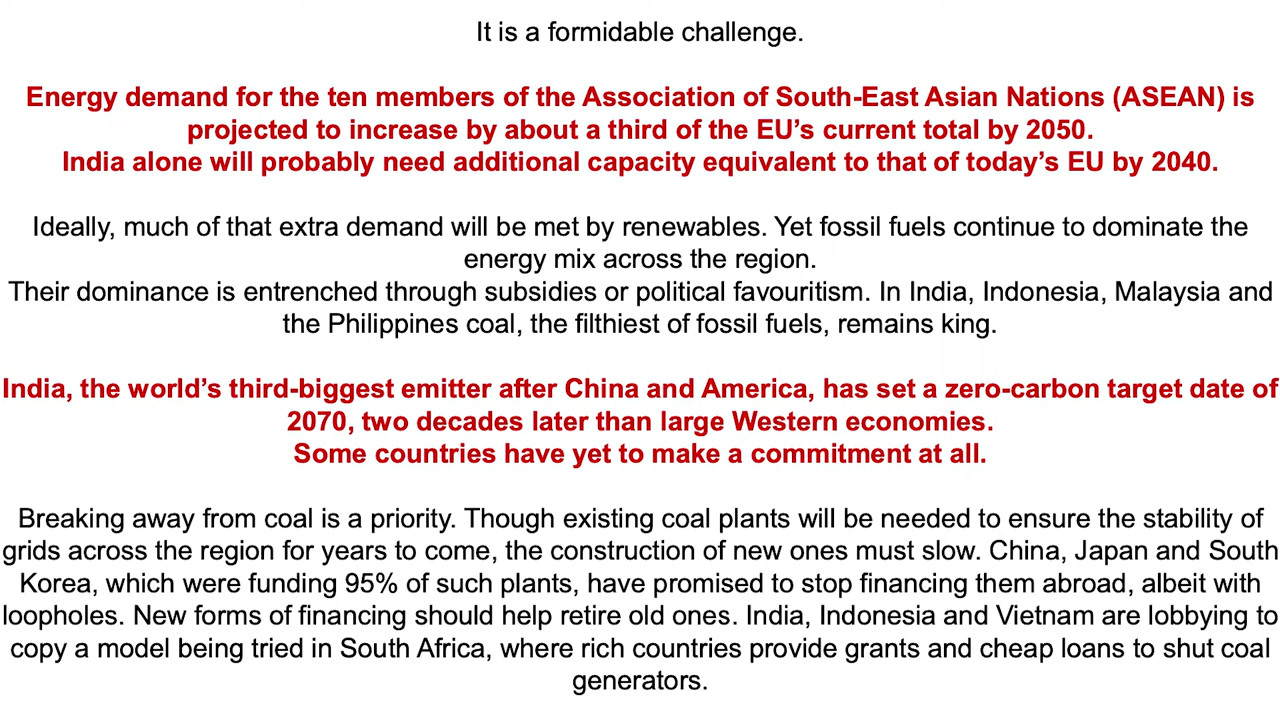 It is a formidable challenge.
Energy demand for the ten members of the Association of South-East Asian Nations (ASEAN) is
projected to increase by about a third of the EU's current total by 2050.
India alone will probably need additional capacity equivalent to that of today's EU by 2040.
Ideally, much of that extra demand will be met by renewables. Yet fossil fuels continue to dominate the
energy mix across the region.
Their dominance is entrenched through subsidies or political favouritism. In India, Indonesia, Malaysia and
the Philippines coal, the filthiest of fossil fuels, remains king.
India, the world's third-biggest emitter after China and America, has set a zero-carbon target date of
2070, two decades later than large Western economies.
Some countries have yet to make a commitment at all.
Breaking away from coal is a priority. Though existing coal plants will be needed to ensure the stability of
grids across the region for years to come, the construction of new ones must slow. China, Japan and South
Korea, which were funding 95% of such plants, have promised to stop financing them abroad, albeit with
loopholes. New forms of financing should help retire old ones. India, Indonesia and Vietnam are lobbying to
copy a model being tried in South Africa, where rich countries provide grants and cheap loans to shut coal
generators.